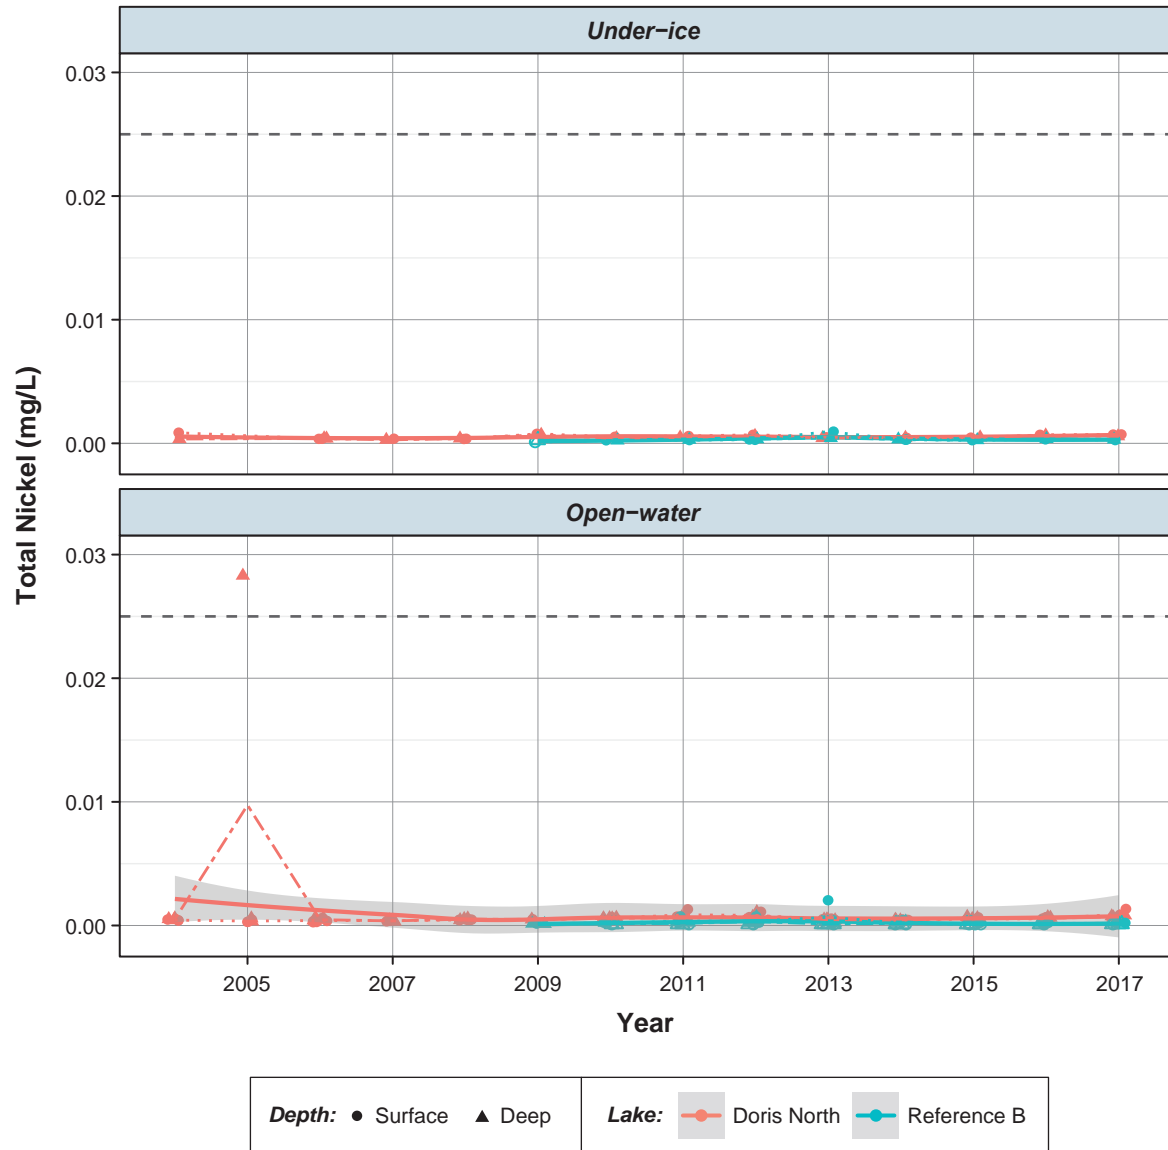 Under−ice
0.03
0.02
0.01
0.00
Total Nickel (mg/L)
Open−water
0.03
0.02
0.01
0.00
2005 2007 2009 2011 2013 2015 2017
Year
Depth: Surface Deep Lake: Doris North Reference B